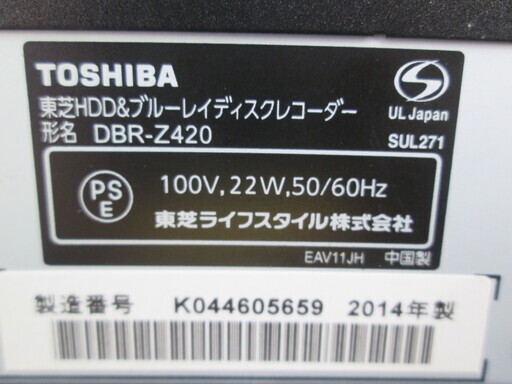 TOSHIBA
東芝HDD&ブルーレイディスクレコーダー
形名 DBR-Z420
S
UL Japan
SUL271
PS
E
100V,22W,50/60Hz
東芝ライフスタイル株式会社
EAV11JH 中国製
製造番号 K044605659 2014年製